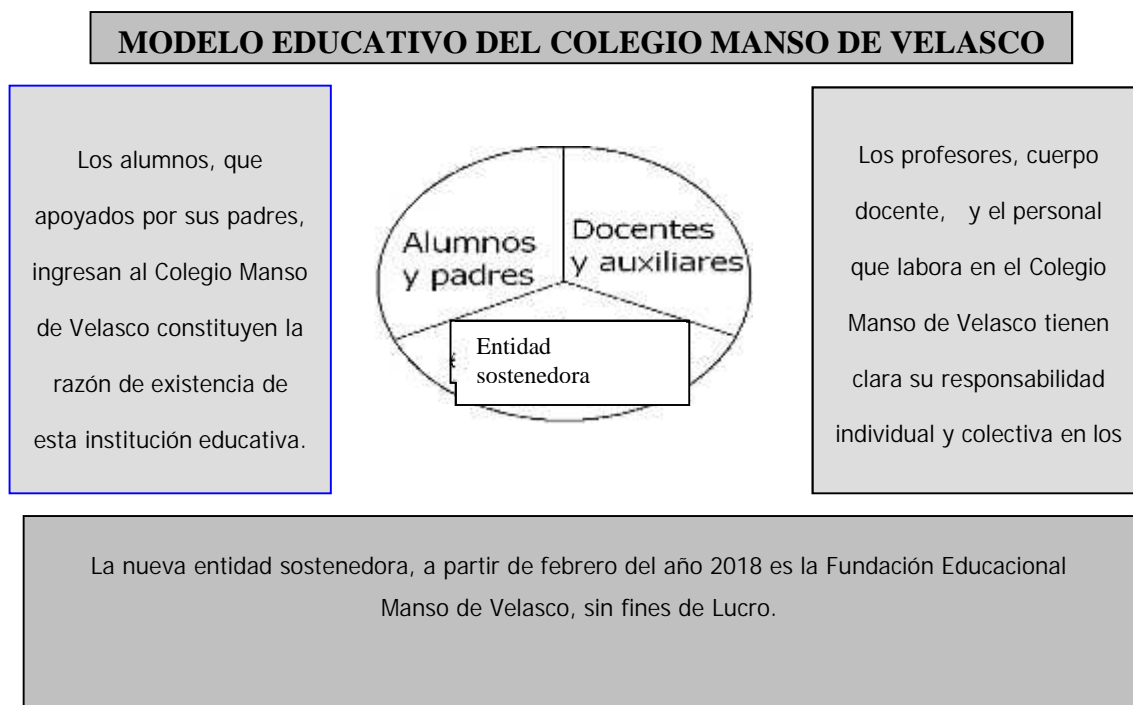 MODELO EDUCATIVO DEL COLEGIO MANSO DE VELASCO
Los alumnos, que
apoyados por sus padres,
ingresan al Colegio Manso
de Velasco constituyen la
razón de existencia de
esta institución educativa.
Alumnos
y padres
Docentes
y auxiliares
Entidad
sostenedora
Los profesores, cuerpo
docente, y el personal
que labora en el Colegio
Manso de Velasco tienen
clara su responsabilidad
individual y colectiva en los
La nueva entidad sostenedora, a partir de febrero del año 2018 es la Fundación Educacional
Manso de Velasco, sin fines de Lucro.